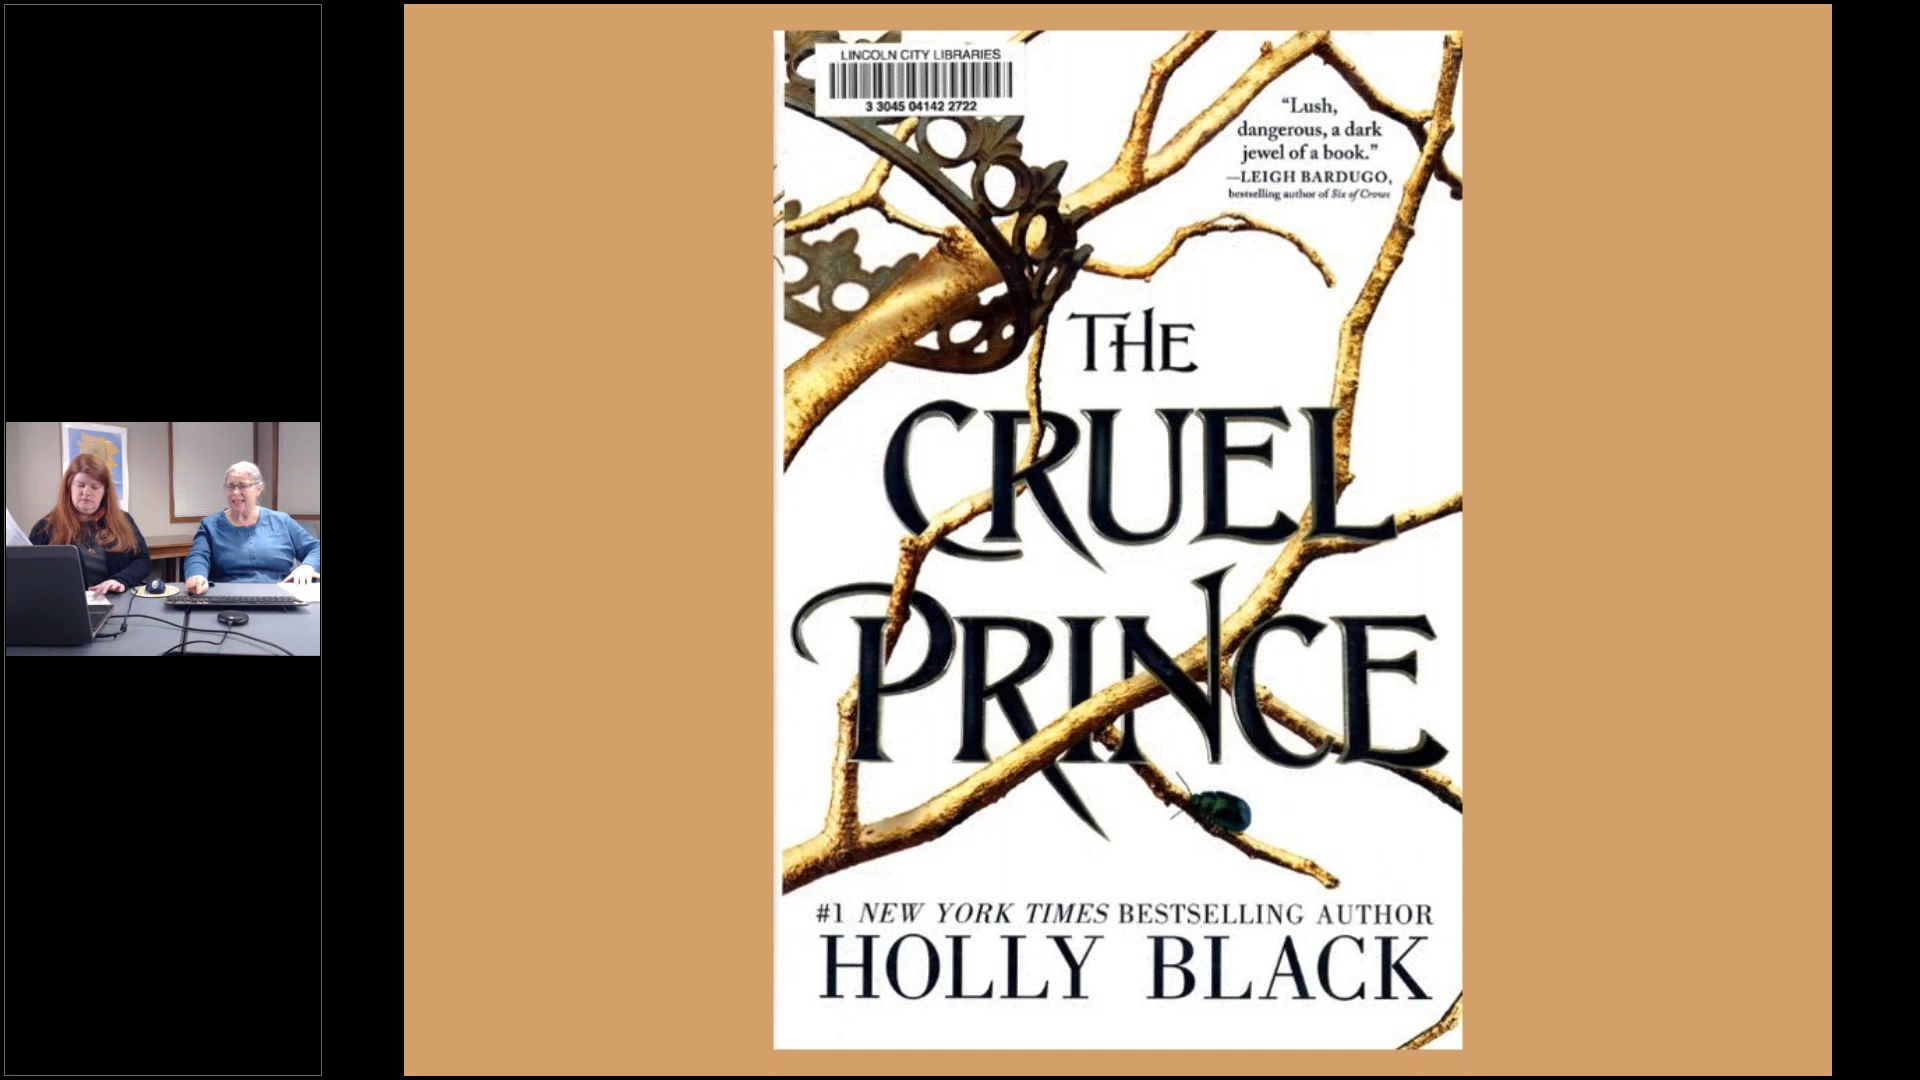 LINCOLN CITY LIBRARIES
3 3045 04142 2722
“Lush,
dangerous, a dark
jewel of a book.”
—LEIGH BARDUGO,
bestselling author of Six of Crows
THE
CRUEL
PRINCE
#1 NEW YORK TIMES BESTSELLING AUTHOR
HOLLY BLACK